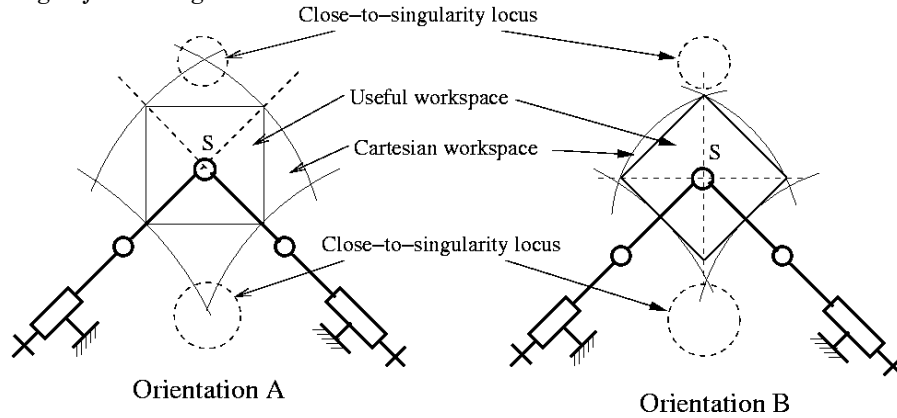 Close-to-singularity locus
Useful workspace
S
S
Cartesian workspace
Close-to-singularity locus
Orientation A
Orientation B